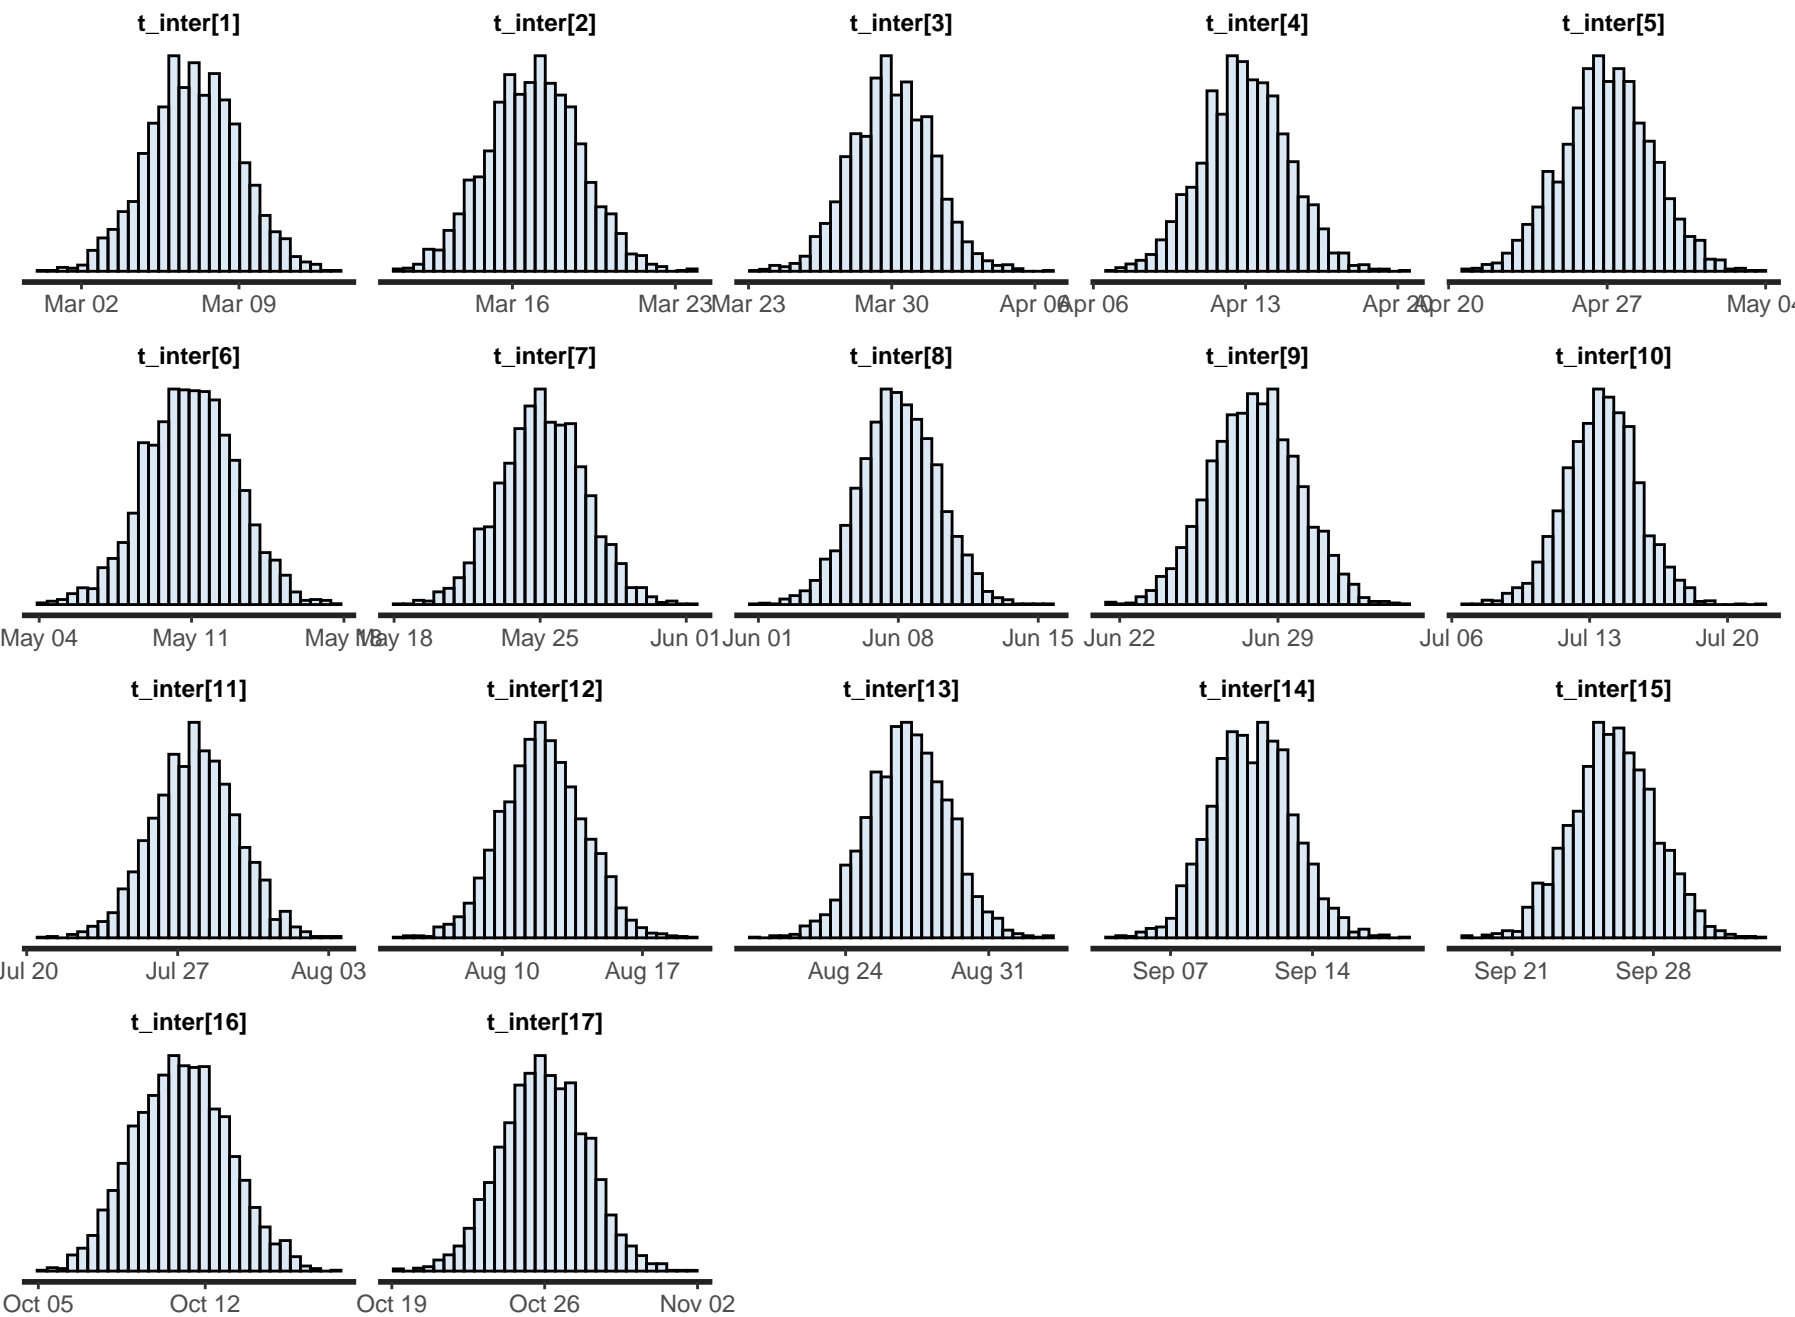 t_inter[1] t_inter[2] t_inter[3] t_inter[4] t_inter[5]
Mar 02 Mar 09 Mar 16 Mar 23 Mar 23 Mar 30 Apr 06 Apr 06 Apr 13 Apr 20 Apr 20 Apr 27 May 04
t_inter[6] t_inter[7] t_inter[8] t_inter[9] t_inter[10]
May 04 May 11 May 18 May 18 May 25 Jun 01 Jun 01 Jun 08 Jun 15 Jun 22 Jun 29 Jul 06 Jul 13 Jul 20
t_inter[11] t_inter[12] t_inter[13] t_inter[14] t_inter[15]
Jul 20 Jul 27 Aug 03 Aug 10 Aug 17 Aug 24 Aug 31 Sep 07 Sep 14 Sep 21 Sep 28
t_inter[16] t_inter[17]
Oct 05 Oct 12 Oct 19 Oct 26 Nov 02